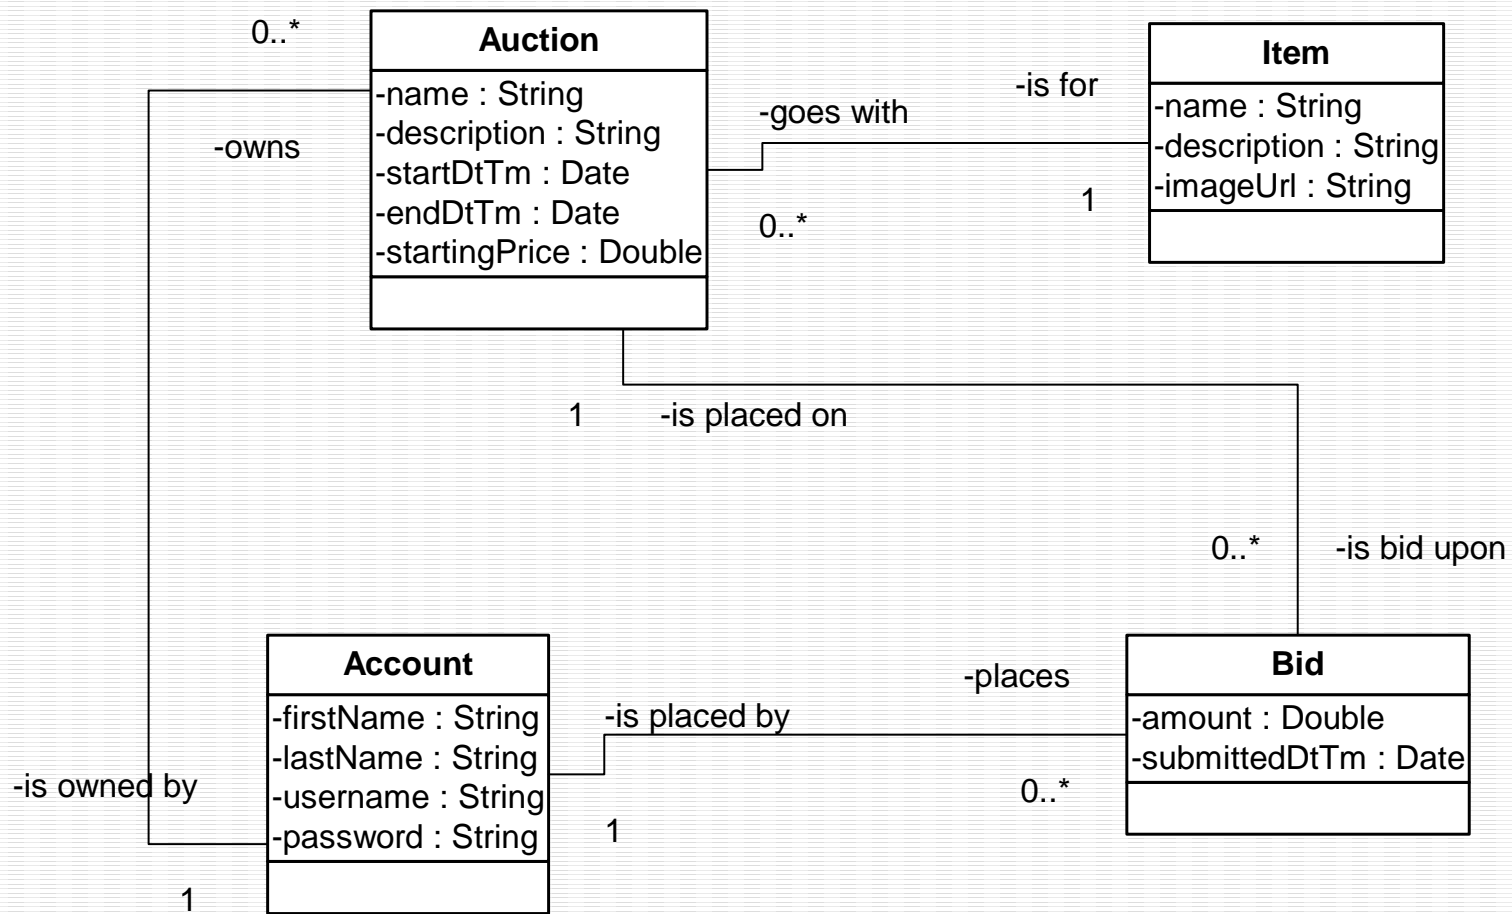 0..*
Auction
-name : String
-description : String
-startDtTm : Date
-endDtTm : Date
-startingPrice : Double
-owns
-goes with
0..*
-is for
1
Item
-name : String
-description : String
-imageUrl : String
1
-is placed on
0..*
-is bid upon
Account
-firstName : String
-lastName : String
-username : String
-password : String
-is owned by
1
-is placed by
1
-places
0..*
Bid
-amount : Double
-submittedDtTm : Date